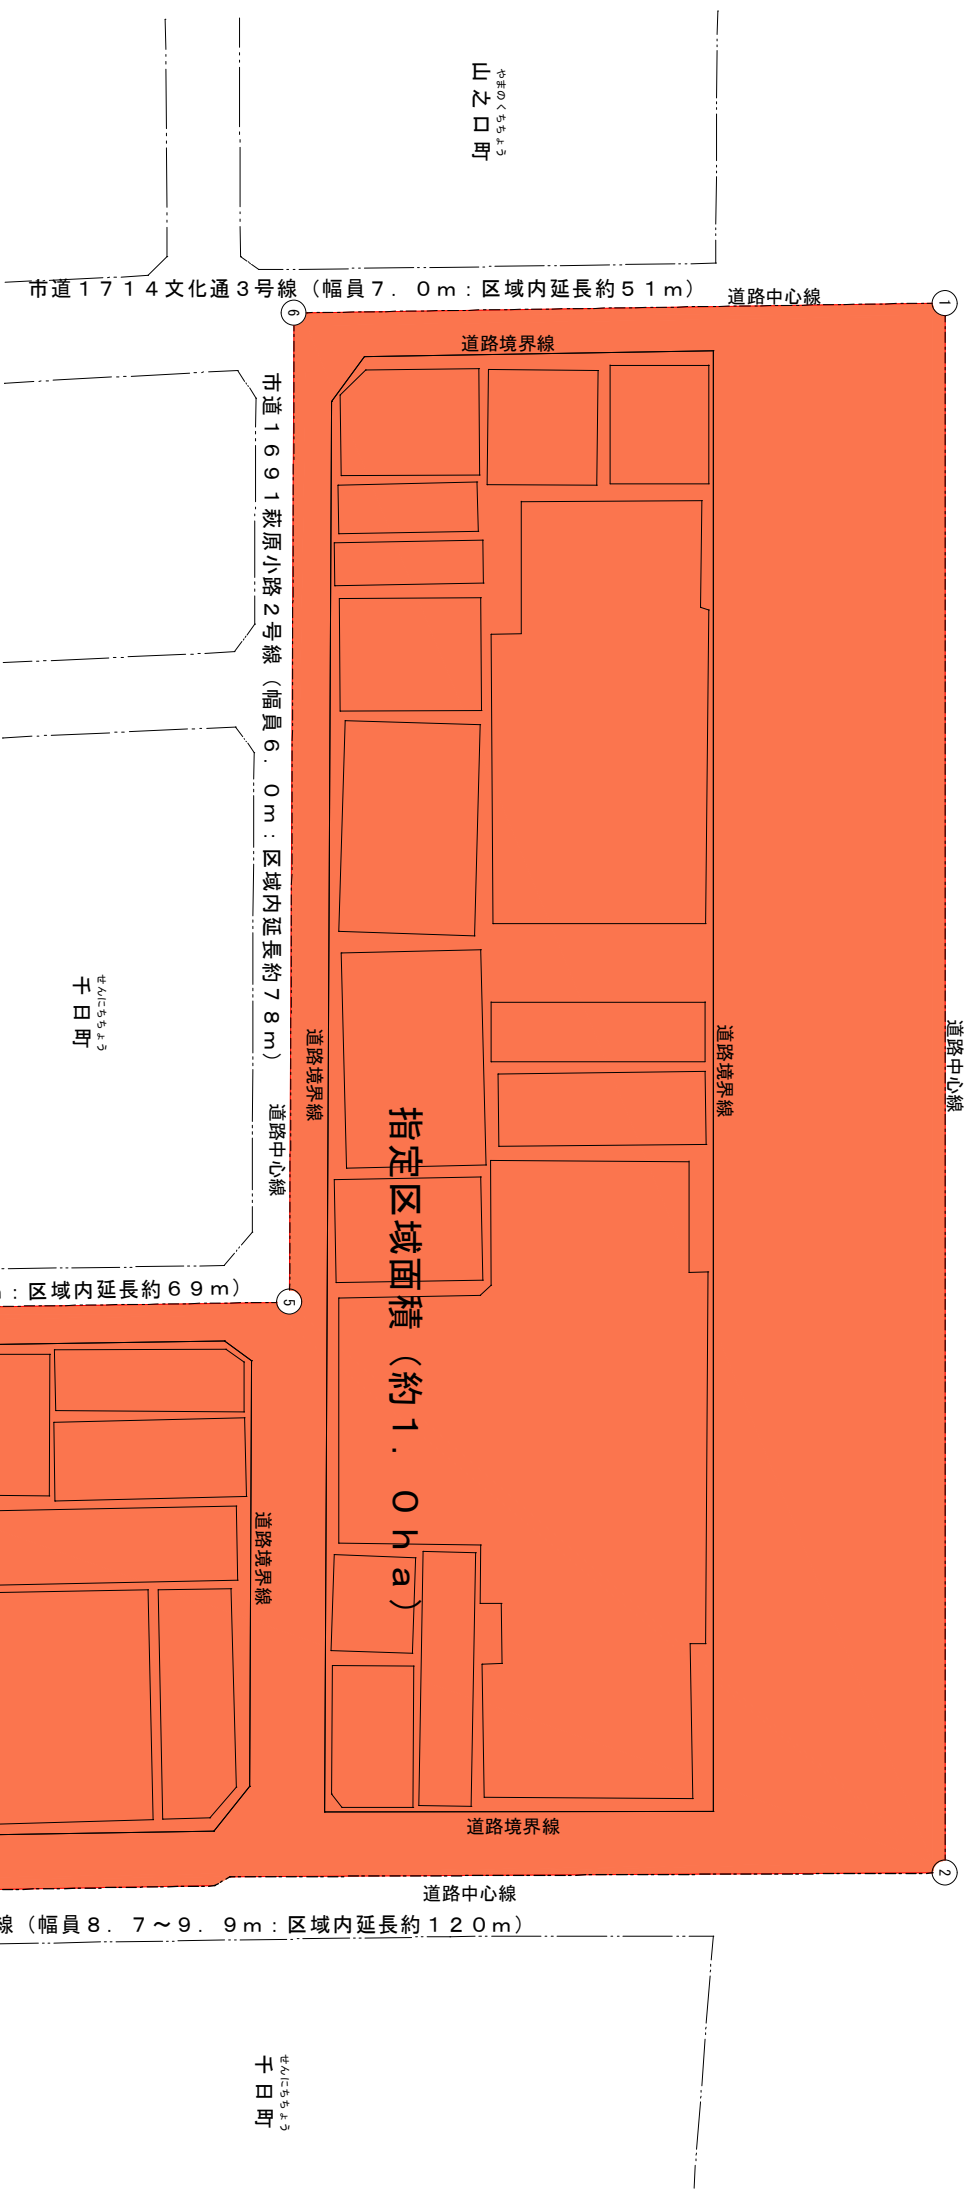 やまのくちちょう
山之口町
市道１７１４文化通３号線（幅員７．０ｍ：区域内延長約５１ｍ）
道路中心線
1
6
道路境界線
市道１６９１萩原小路２号線（幅員６．０ｍ：区域内延長約７８ｍ）
せんにちちょう
千日町
道路境界線
道路境界線
道路中心線
道路中心線
指定区域面積（約１．０ｈａ）
：区域内延長約６９ｍ）
5
道路境界線
道路境界線
2
道路中心線
線（幅員８．７～９．９ｍ：区域内延長約１２０ｍ）
せんにちちょう
千日町